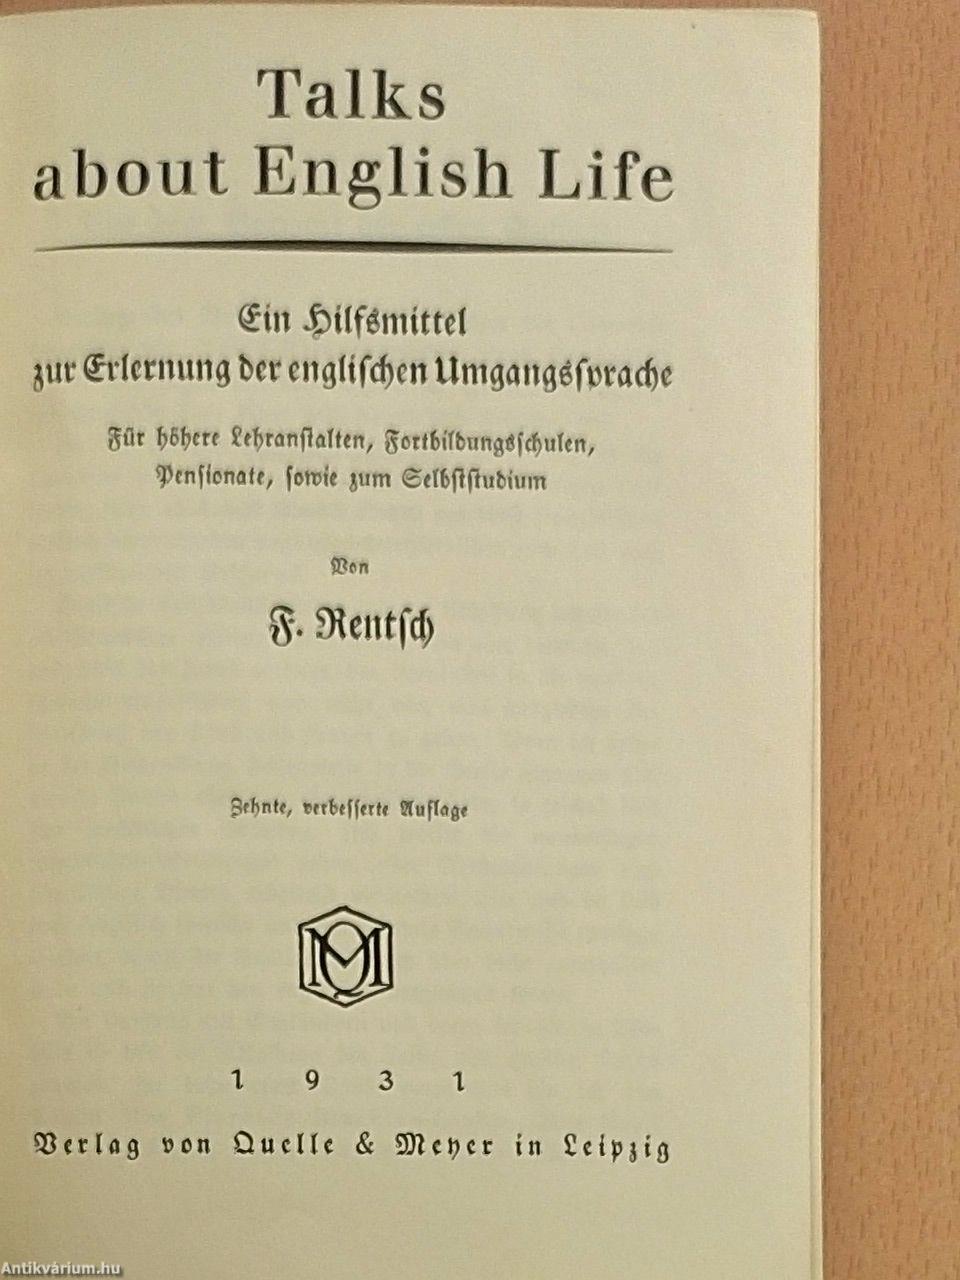 Talks
about English Life
Ein Hilfsmittel
zur Erlernung der englischen Umgangssprache
Für höhere Lehranstalten, Fortbildungsschulen,
Pensionate, sowie zum Selbststudium
Von
F. Rentsch
Zehnte, verbesserte Auflage
QM
1931
Verlag von Quelle & Meyer in Leipzig
Antikvárium.hu